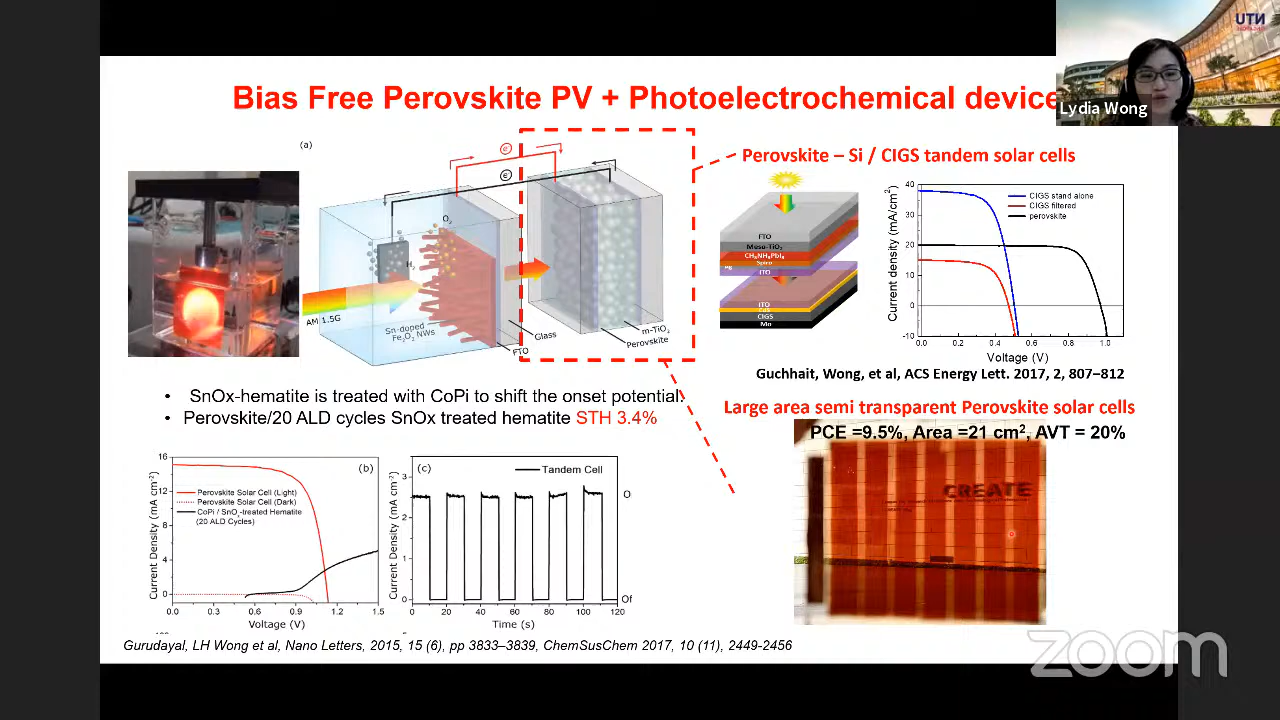 Bias Free Perovskite PV + Photoelectrochemical device
Lydia Wong
NTU
(a)
e
e
O₂
H₂
AM 1.5G
Sn-doped
Fe₂O₃ NWs
FTO
Glass
Perovskite
m-TiO₂
Perovskite – Si / CIGS tandem solar cells
FTO
Meso-TiO₂
CH₃NH₃PbI₃
Spiro
Ag
ITO
ITO
CdS
CIGS
Mo
Current density (mA/cm²)
40
30
20
10
0
-10
CIGS stand alone
CIGS filtered
perovskite
0.0 0.2 0.4 0.6 0.8 1.0
Voltage (V)
Guchhait, Wong, et al, ACS Energy Lett. 2017, 2, 807–812
• SnOx-hematite is treated with CoPi to shift the onset potential.
• Perovskite/20 ALD cycles SnOx treated hematite STH 3.4%
Large area semi transparent Perovskite solar cells
PCE =9.5%, Area =21 cm², AVT = 20%
CREATE
(b)
Current Density (mA cm⁻²)
16
12
8
4
0
Perovskite Solar Cell (Light)
Perovskite Solar Cell (Dark)
CoPi / SnOₓ-treated Hematite
(20 ALD Cycles)
0.0 0.3 0.6 0.9 1.2 1.5
Voltage (V)
(c)
Tandem Cell
Current Density (mA cm⁻²)
3
2
1
0
O
Of
0 20 40 60 80 100 120
Time (s)
Gurudayal, LH Wong et al, Nano Letters, 2015, 15 (6), pp 3833–3839, ChemSusChem 2017, 10 (11), 2449-2456
zoom